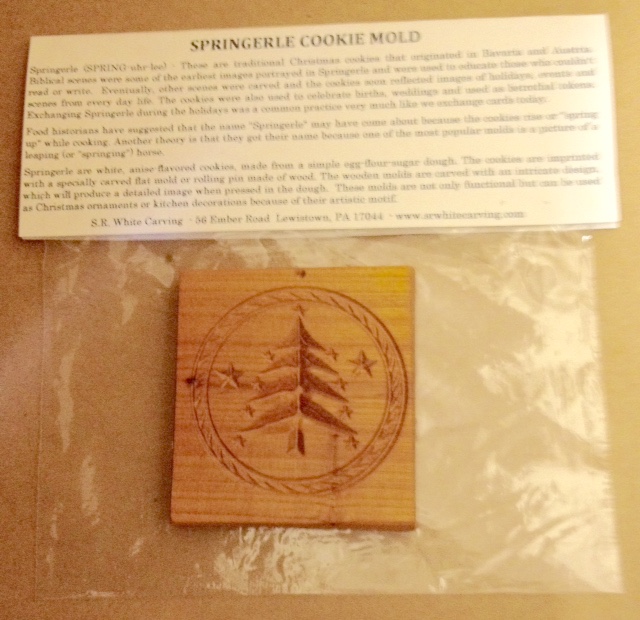 SPRINGERLE COOKIE MOLD
Springerle (SPRING-uhr-lee) - These are traditional Christmas cookies that originated in Bavaria and Austria.
Biblical scenes were some of the earliest images portrayed in Springerle and were used to educate those who couldn't
read or write. Eventually, other scenes were carved and the cookies soon reflected images of holidays, events and
scenes from every day life. The cookies were also used to celebrate births, weddings and used as betrothal tokens.
Exchanging Springerle during the holidays was a common practice very much like we exchange cards today.
Food historians have suggested that the name "Springerle" may have come about because the cookies rise or "spring
up" while cooking. Another theory is that they got their name because one of the most popular molds is a picture of a
leaping (or "springing") horse.
Springerle are white, anise-flavored cookies, made from a simple egg-flour-sugar dough. The cookies are imprinted
with a specially carved flat mold or rolling pin made of wood. The wooden molds are carved with an intricate design,
which will produce a detailed image when pressed in the dough. These molds are not only functional but can be used
as Christmas ornaments or kitchen decorations because of their artistic motif.
S.R. White Carving - 56 Ember Road Lewistown, PA 17044 - www.srwhitecarving.com